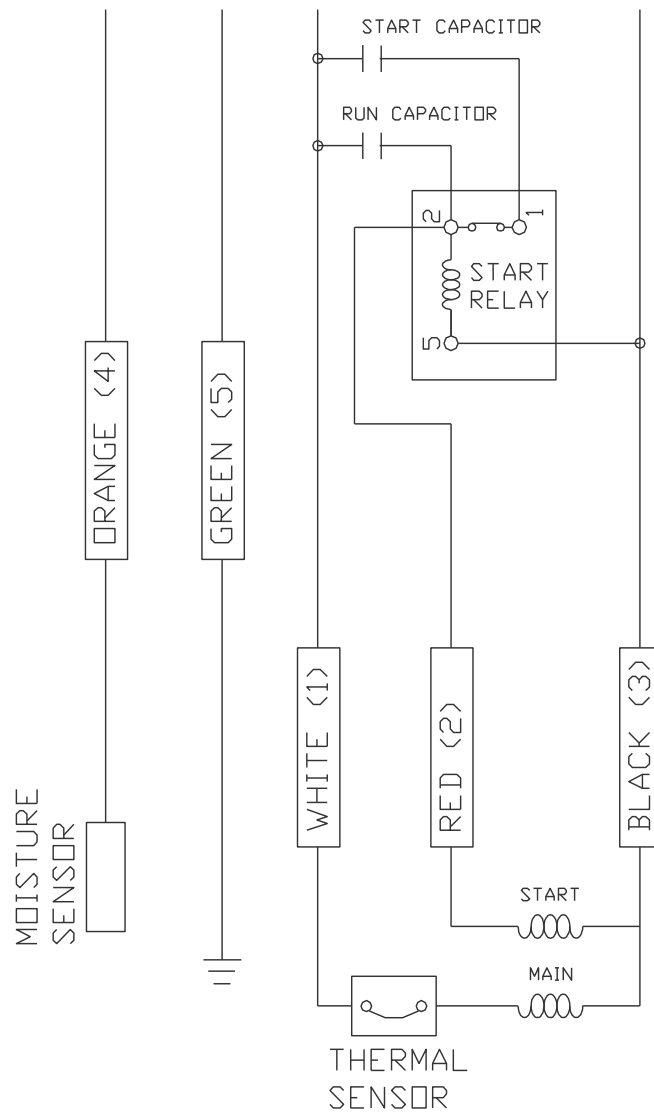 START CAPACITOR
RUN CAPACITOR
2
1
START
RELAY
5
ORANGE (4)
GREEN (5)
WHITE (1)
RED (2)
BLACK (3)
MOISTURE
SENSOR
START
MAIN
THERMAL
SENSOR